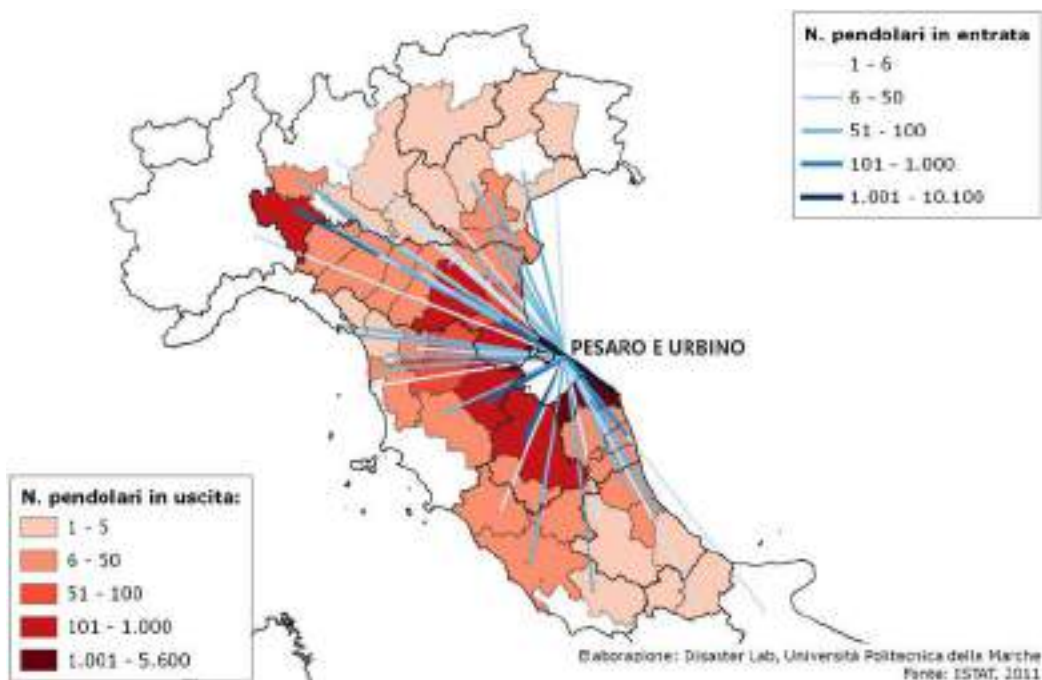 N. pendolari in entrata
1 - 6
6 - 50
51 - 100
101 - 1.000
1.001 - 10.100
PESARO E URBINO
N. pendolari in uscita:
1 - 5
6 - 50
51 - 100
101 - 1.000
1.001 - 5.600
Elaborazione: Disaster Lab, Università Politecnica delle Marche
Fonte: ISTAT, 2011